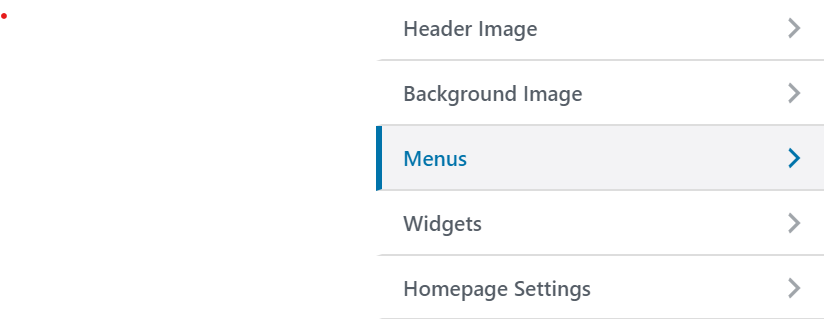 Header Image
Background Image
Menus
Widgets
Homepage Settings